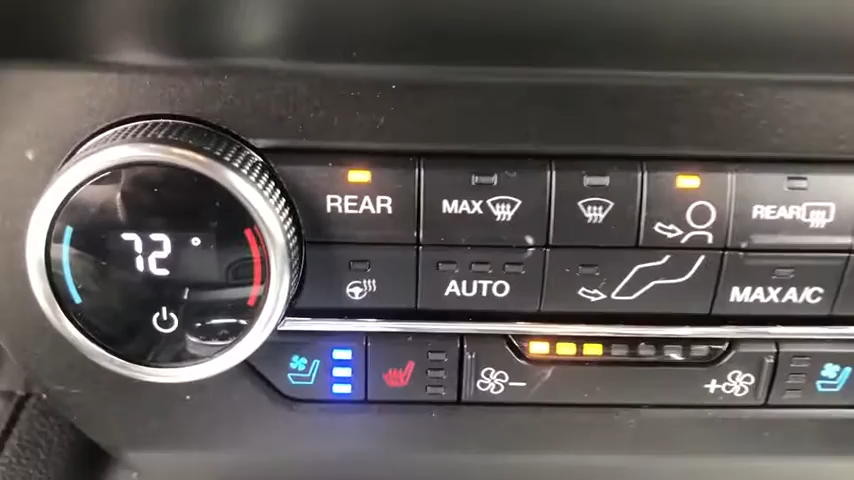 72°
REAR
MAX
REAR
AUTO
MAX A/C
- +